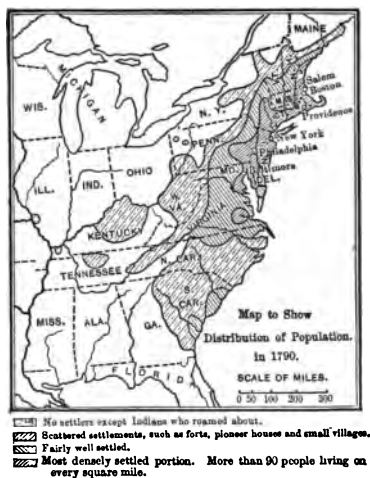 MAINE
MICHIGAN
WIS.
N.Y.
Salem
Boston
Providence
New York
PENN.
Philadelphia
OHIO
MD.
DEL.
ILL.
IND.
W. VA.
KENTUCKY
TENNESSEE
N. CAR.
S. CAR.
MISS.
ALA.
GA.
FLORIDA
Map to Show
Distribution of Population.
in 1790.
SCALE OF MILES.
0 50 100 200 300
No settlers except Indians who roamed about.
Scattered settlements, such as forts, pioneer houses and small villages.
Fairly well settled.
Most densely settled portion. More than 90 people living on
every square mile.